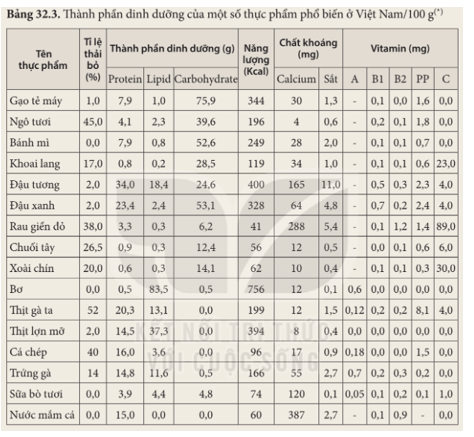 Bảng 32.3. Thành phần dinh dưỡng của một số thực phẩm phổ biến ở Việt Nam/100 g(*)
Tên thực phẩm | Tỉ lệ thải bỏ (%) | Thành phần dinh dưỡng (g) | Năng lượng (Kcal) | Chất khoáng (mg) | Vitamin (mg)
Protein | Lipid | Carbohydrate | Calcium | Sắt | A | B1 | B2 | PP | C
Gạo tẻ máy | 1,0 | 7,9 | 1,0 | 75,9 | 344 | 30 | 1,3 | - | 0,1 | 0,0 | 1,6 | 0,0
Ngô tươi | 45,0 | 4,1 | 2,3 | 39,6 | 196 | 4 | 0,6 | - | 0,2 | 0,1 | 1,8 | 0,0
Bánh mì | 0,0 | 7,9 | 0,8 | 52,6 | 249 | 28 | 2,0 | - | 0,1 | 0,1 | 0,7 | 0,0
Khoai lang | 17,0 | 0,8 | 0,2 | 28,5 | 119 | 34 | 1,0 | - | 0,1 | 0,1 | 0,6 | 23,0
Đậu tương | 2,0 | 34,0 | 18,4 | 24,6 | 400 | 165 | 11,0 | - | 0,5 | 0,3 | 2,3 | 4,0
Đậu xanh | 2,0 | 23,4 | 2,4 | 53,1 | 328 | 64 | 4,8 | - | 0,7 | 0,2 | 2,4 | 4,0
Rau giền đỏ | 38,0 | 3,3 | 0,3 | 6,2 | 41 | 288 | 5,4 | - | 0,1 | 1,2 | 1,4 | 89,0
Chuối tây | 26,5 | 0,9 | 0,3 | 12,4 | 56 | 12 | 0,5 | - | 0,0 | 0,1 | 0,6 | 6,0
Xoài chín | 20,0 | 0,6 | 0,3 | 14,1 | 62 | 10 | 0,4 | - | 0,1 | 0,1 | 0,3 | 30,0
Bơ | 0,0 | 0,5 | 83,5 | 0,5 | 756 | 12 | 0,1 | 0,6 | 0,0 | 0,0 | 0,0 | 0,0
Thịt gà ta | 52 | 20,3 | 13,1 | 0,0 | 199 | 12 | 1,5 | 0,12 | 0,2 | 0,2 | 8,1 | 4,0
Thịt lợn mỡ | 2,0 | 14,5 | 37,3 | 0,0 | 394 | 8 | 0,4 | 0,0 | 0,0 | 0,0 | 0,0 | 0,0
Cá chép | 40 | 16,0 | 3,6 | 0,0 | 96 | 17 | 0,9 | 0,18 | 0,0 | 0,0 | 1,5 | 0,0
Trứng gà | 14 | 14,8 | 11,6 | 0,5 | 166 | 55 | 2,7 | 0,7 | 0,2 | 0,3 | 0,2 | 0,0
Sữa bò tươi | 0,0 | 3,9 | 4,4 | 4,8 | 74 | 120 | 0,1 | 0,05 | 0,1 | 0,2 | 0,1 | 1,0
Nước mắm cá | 0,0 | 15,0 | 0,0 | 0,0 | 60 | 387 | 2,7 | - | 0,1 | 0,9 | - | 0,0
KẾT NỐI TRI THỨC
VỚI CUỘC SỐNG